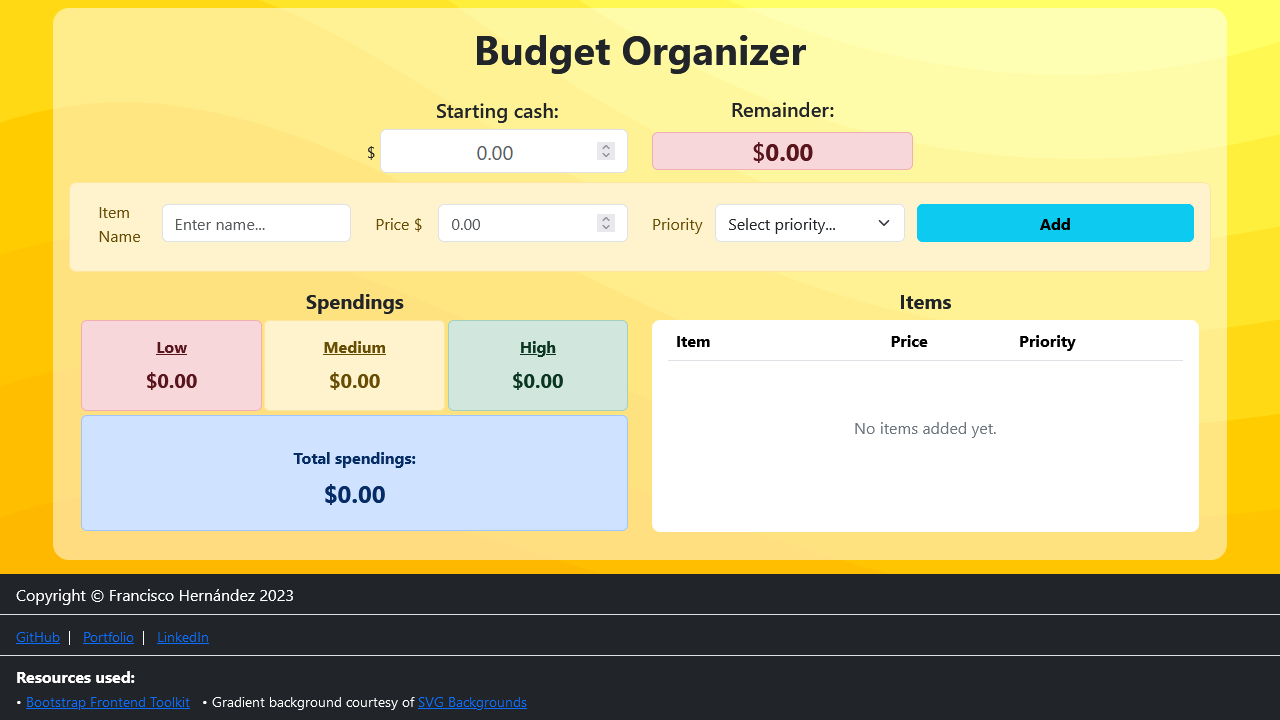 Budget Organizer
Starting cash:
Remainder:
$ 0.00
$0.00
Item Name
Enter name...
Price $
0.00
Priority
Select priority...
Add
Spendings
Low
Medium
High
$0.00
$0.00
$0.00
Total spendings:
$0.00
Items
Item Price Priority
No items added yet.
Copyright © Francisco Hernández 2023
GitHub | Portfolio | LinkedIn
Resources used:
• Bootstrap Frontend Toolkit • Gradient background courtesy of SVG Backgrounds